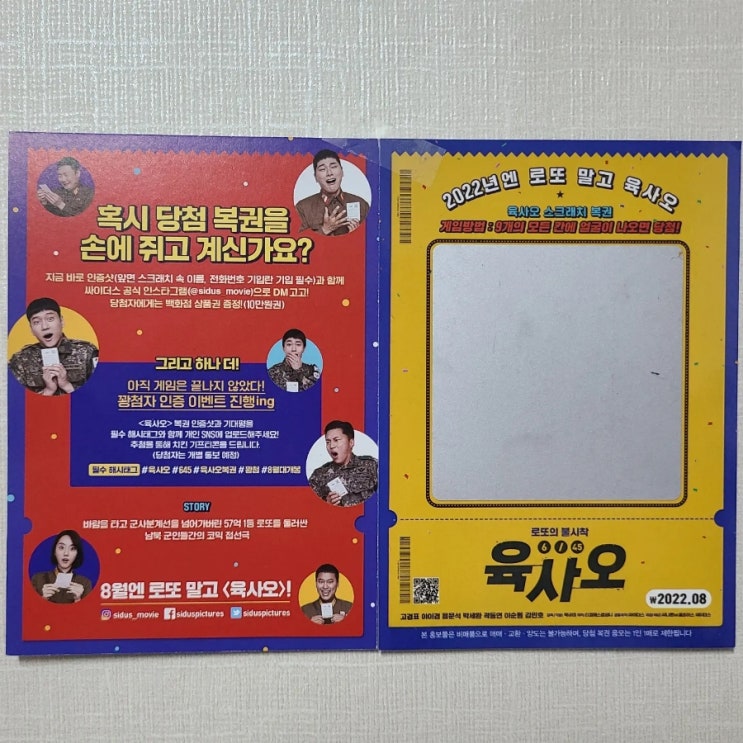 혹시 당첨 복권을
손에 쥐고 계신가요?
지금 바로 인증샷(앞면 스크래치 속 이름, 전화번호 기입란 기입 필수)과 함께
싸이더스 공식 인스타그램(@sidus_movie)으로 DM 고고!
당첨자에게는 백화점 상품권 증정!(10만원권)
그리고 하나 더!
아직 게임은 끝나지 않았다!
꽝첨자 인증 이벤트 진행ing
<육사오> 복권 인증샷과 기대평을
필수 해시태그와 함께 개인 SNS에 업로드해주세요!
추첨을 통해 치킨 기프티콘을 드립니다.
(당첨자는 개별 통보 예정)
필수 해시태그 #육사오 #645 #육사오복권 #꽝첨 #8월대개봉
STORY
바람을 타고 군사분계선을 넘어가버린 57억 1등 로또를 둘러싼
남북 군인들간의 코믹 접선극
8월엔 로또 말고 <육사오>!
sidus_movie siduspictures siduspictures
2022년엔 로또 말고 육사오
육사오 스크래치 복권
게임방법 : 9개의 모든 칸에 얼굴이 나오면 당첨!
로또의 불시착
6 / 45
육사오
₩2022.08
고경표 이이경 음문석 박세완 곽동연 이순원 김민호
본 홍보물은 비매품으로 매매·교환·양도는 불가능하며, 당첨 복권 응모는 1인 1매로 제한됩니다